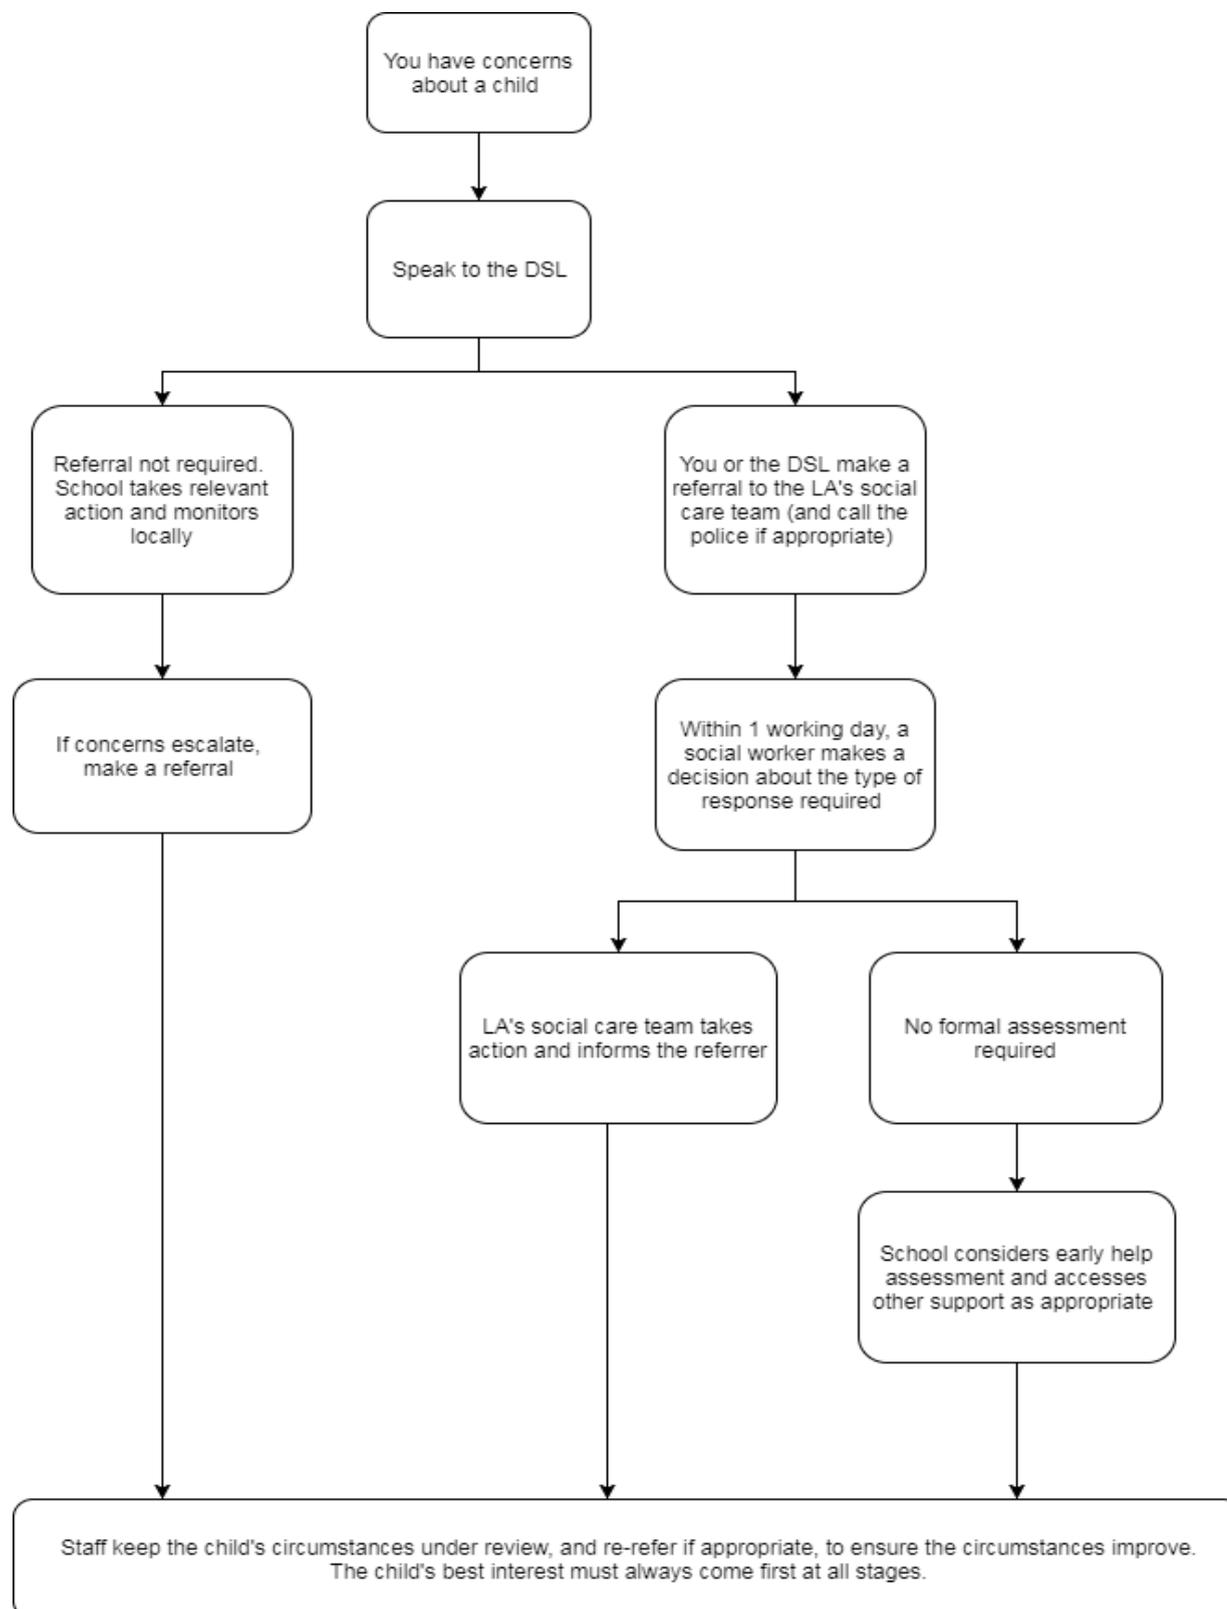 You have concerns
about a child
Speak to the DSL
Referral not required.
School takes relevant
action and monitors
locally
You or the DSL make a
referral to the LA's social
care team (and call the
police if appropriate)
If concerns escalate,
make a referral
Within 1 working day, a
social worker makes a
decision about the type of
response required
LA's social care team takes
action and informs the referrer
No formal assessment
required
School considers early help
assessment and accesses
other support as appropriate
Staff keep the child's circumstances under review, and re-refer if appropriate, to ensure the circumstances improve.
The child's best interest must always come first at all stages.